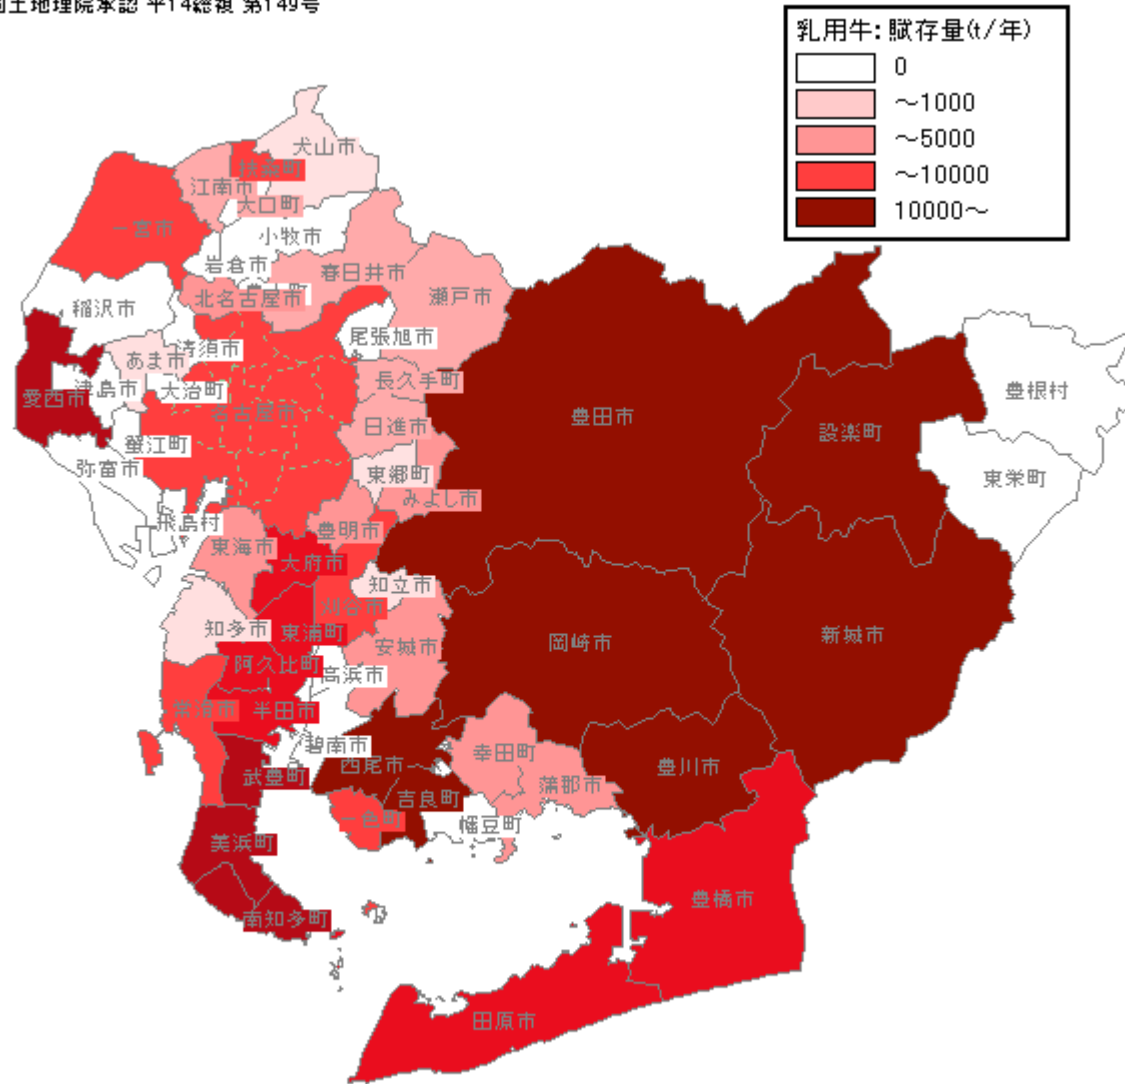 国土地理院承認 平14総複 第149号
乳用牛: 賦存量(t/年)
0
～1000
～5000
～10000
10000～
犬山市
扶桑町
江南市
大口町
一宮市
小牧市
岩倉市
春日井市
瀬戸市
北名古屋市
稲沢市
尾張旭市
清須市
あま市
長久手町
豊根村
津島市
大治町
愛西市
名古屋市
豊田市
日進市
設楽町
蟹江町
弥富市
東郷町
東栄町
みよし市
飛島村
豊明市
東海市
大府市
知立市
刈谷市
知多市
東浦町
安城市
岡崎市
新城市
阿久比町
高浜市
常滑市
半田市
碧南市
幸田町
西尾市
豊川市
武豊町
蒲郡市
吉良町
一色町
幡豆町
美浜町
豊橋市
南知多町
田原市